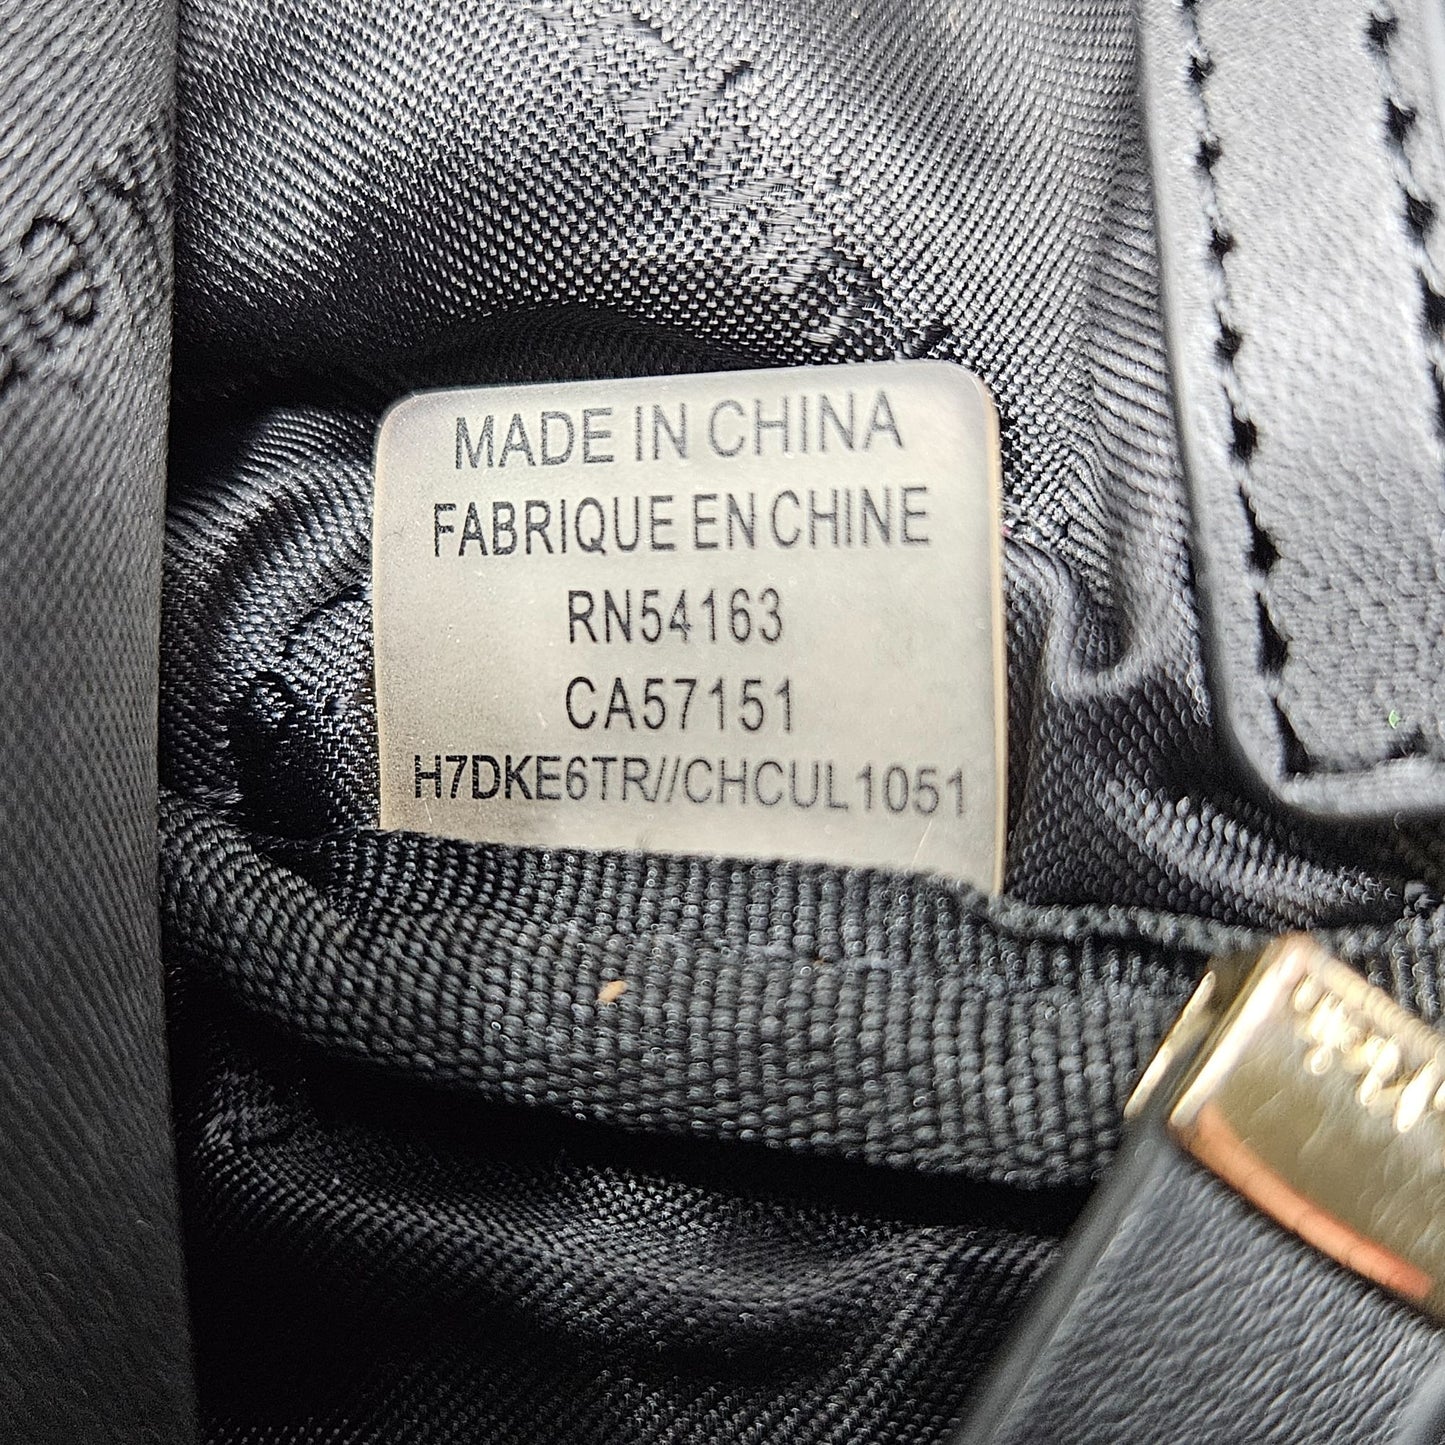 MADE IN CHINA
FABRIQUE EN CHINE
RN54163
CA57151
H7DKE6TR//CHCUL1051